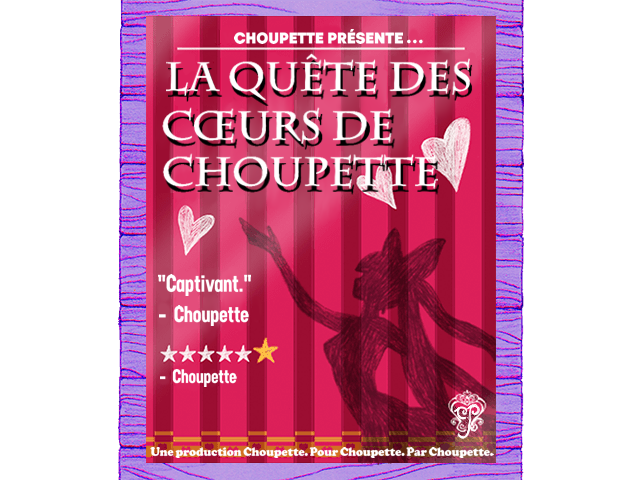 CHOUPETTE PRÉSENTE...
LA QUÊTE DES
CŒURS DE
CHOUPETTE
"Captivant."
- Choupette
- Choupette
Une production Choupette. Pour Choupette. Par Choupette.